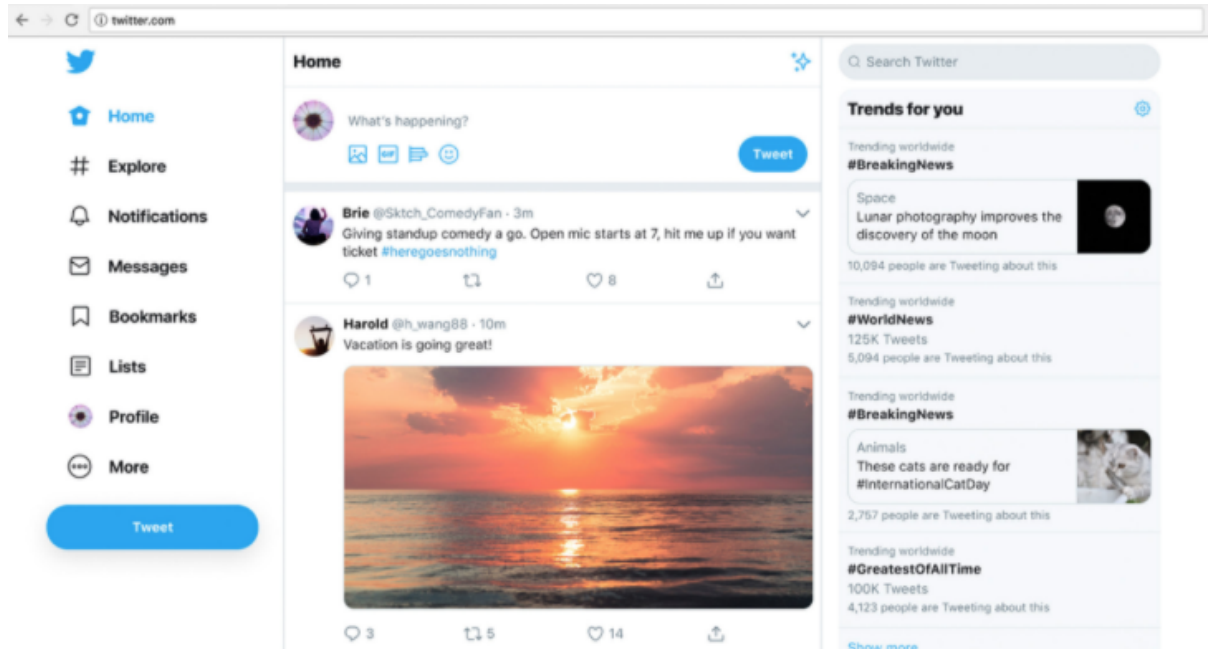 twitter.com
Home
Explore
Notifications
Messages
Bookmarks
Lists
Profile
More
Tweet
Home
What's happening?
GIF
Tweet
Brie @Sktch_ComedyFan · 3m
Giving standup comedy a go. Open mic starts at 7, hit me up if you want
ticket #heregoesnothing
1
8
Harold @h_wang88 · 10m
Vacation is going great!
3
5
14
Search Twitter
Trends for you
Trending worldwide
#BreakingNews
Space
Lunar photography improves the
discovery of the moon
10,094 people are Tweeting about this
Trending worldwide
#WorldNews
125K Tweets
5,094 people are Tweeting about this
Trending worldwide
#BreakingNews
Animals
These cats are ready for
#InternationalCatDay
2,757 people are Tweeting about this
Trending worldwide
#GreatestOfAllTime
100K Tweets
4,123 people are Tweeting about this
Show more